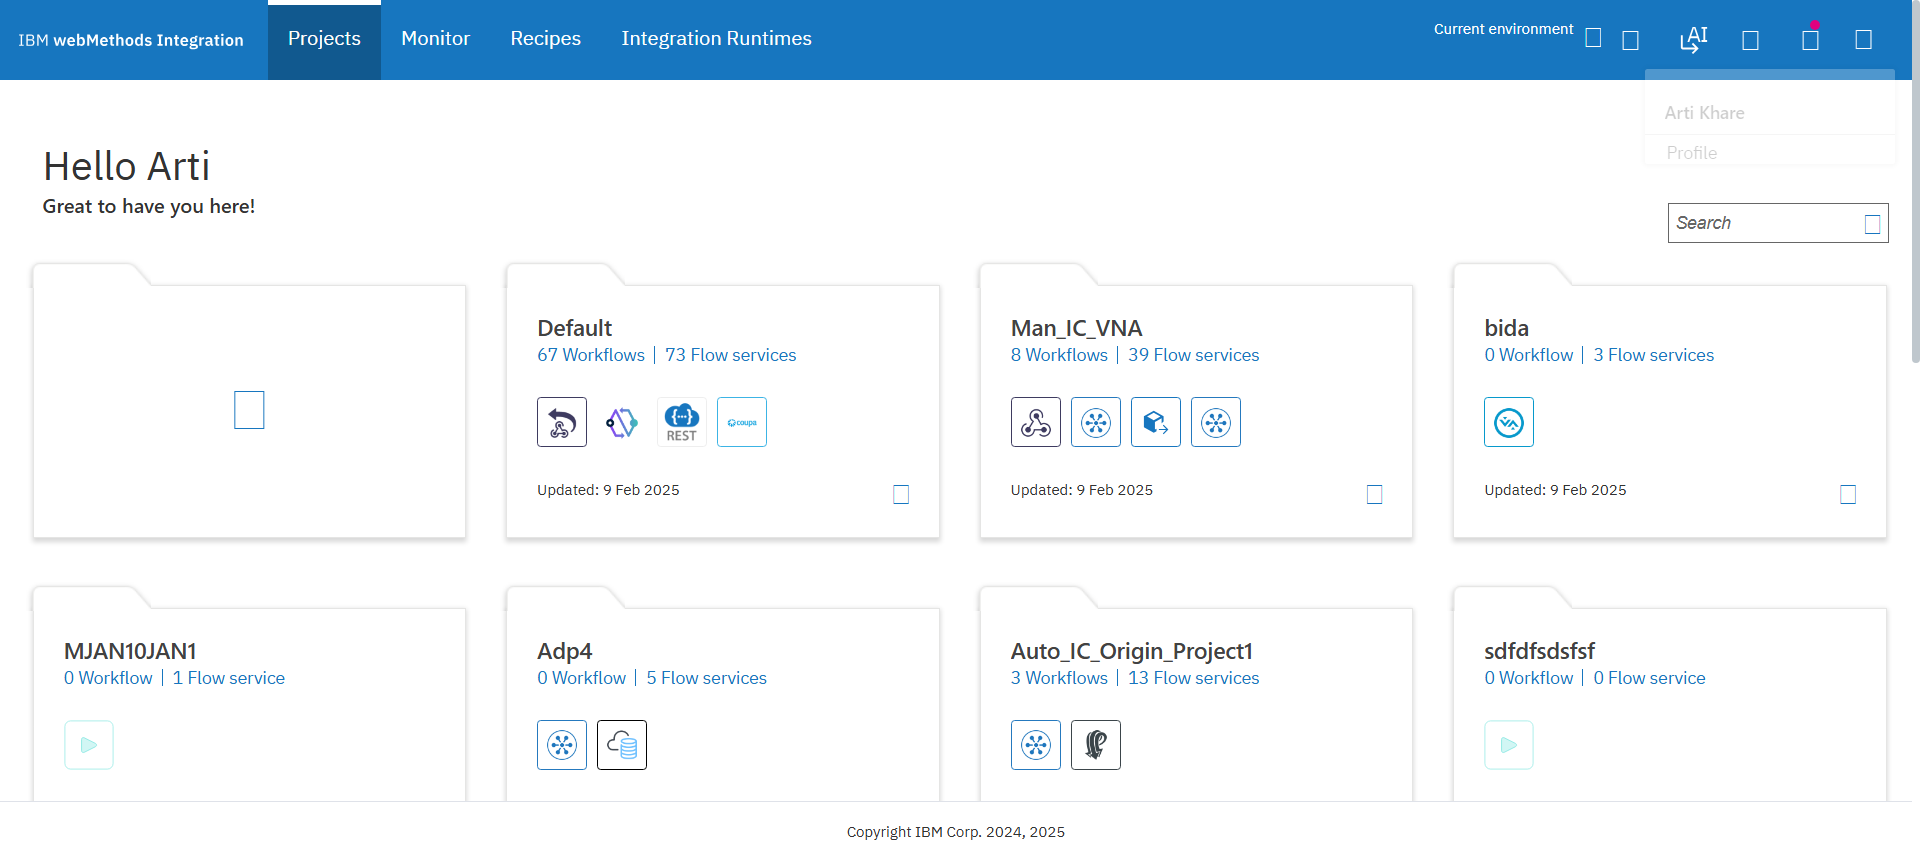 IBM webMethods Integration
Projects
Monitor
Recipes
Integration Runtimes
Current environment
AI
Arti Khare
Profile
Hello Arti
Great to have you here!
Search
Default
67 Workflows | 73 Flow services
REST
coupa
Updated: 9 Feb 2025
Man_IC_VNA
8 Workflows | 39 Flow services
Updated: 9 Feb 2025
bida
0 Workflow | 3 Flow services
Updated: 9 Feb 2025
MJAN10JAN1
0 Workflow | 1 Flow service
Adp4
0 Workflow | 5 Flow services
Auto_IC_Origin_Project1
3 Workflows | 13 Flow services
sdfdfsdsfsf
0 Workflow | 0 Flow service
Copyright IBM Corp. 2024, 2025